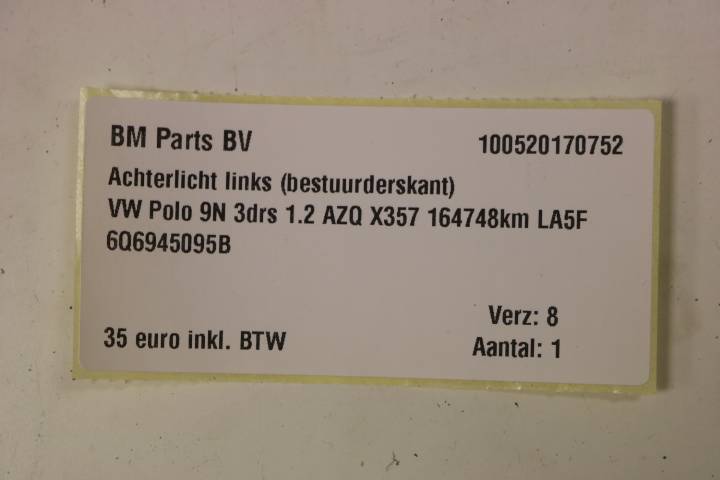 BM Parts BV 100520170752
Achterlicht links (bestuurderskant)
VW Polo 9N 3drs 1.2 AZQ X357 164748km LA5F
6Q6945095B
Verz: 8
35 euro inkl. BTW Aantal: 1